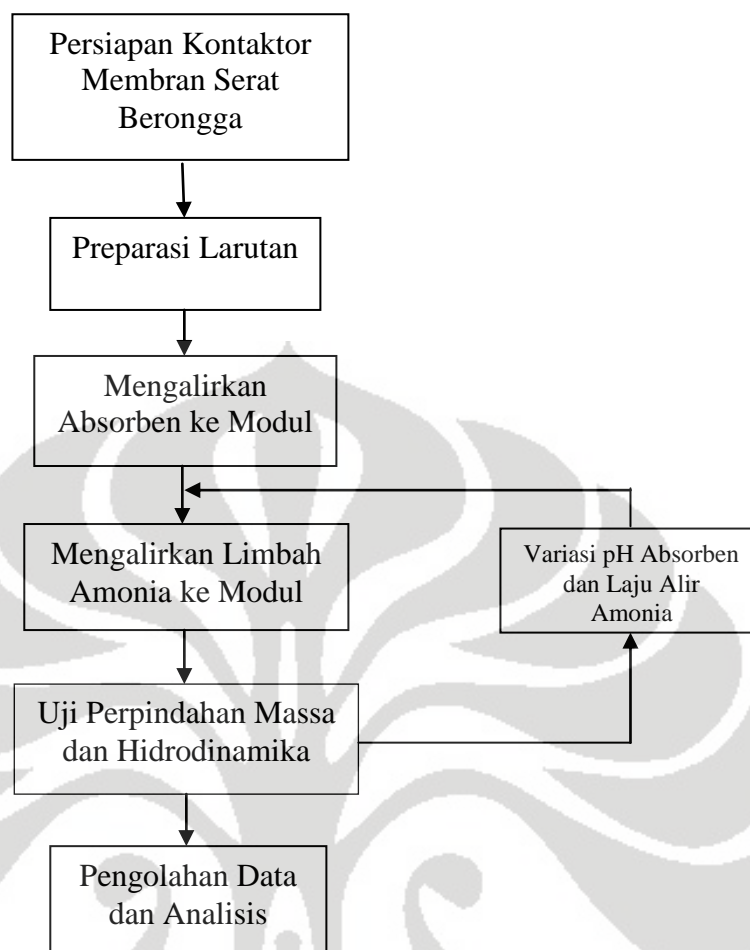 Persiapan Kontaktor
Membran Serat
Berongga
Preparasi Larutan
Mengalirkan
Absorben ke Modul
Mengalirkan Limbah
Amonia ke Modul
Variasi pH Absorben
dan Laju Alir
Amonia
Uji Perpindahan Massa
dan Hidrodinamika
Pengolahan Data
dan Analisis